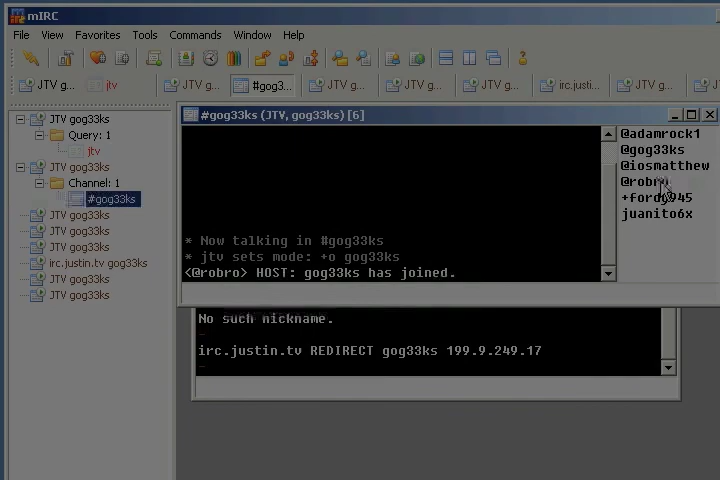 mIRC
File View Favorites Tools Commands Window Help
JTV g... jtv JTV g... #gog3... JTV g... JTV g... JTV g... irc.justi... JTV g...
JTV gog33ks
Query: 1
jtv
JTV gog33ks
Channel: 1
#gog33ks
JTV gog33ks
JTV gog33ks
JTV gog33ks
irc.justin.tv gog33ks
JTV gog33ks
JTV gog33ks
#gog33ks (JTV, gog33ks) [6]
* Now talking in #gog33ks
* jtv sets mode: +o gog33ks
<@robro> HOST: gog33ks has joined.
@adamrock1
@gog33ks
@iosmatthew
@robro
+fordy945
juanito6x
No such nickname.
-
irc.justin.tv REDIRECT gog33ks 199.9.249.17
-